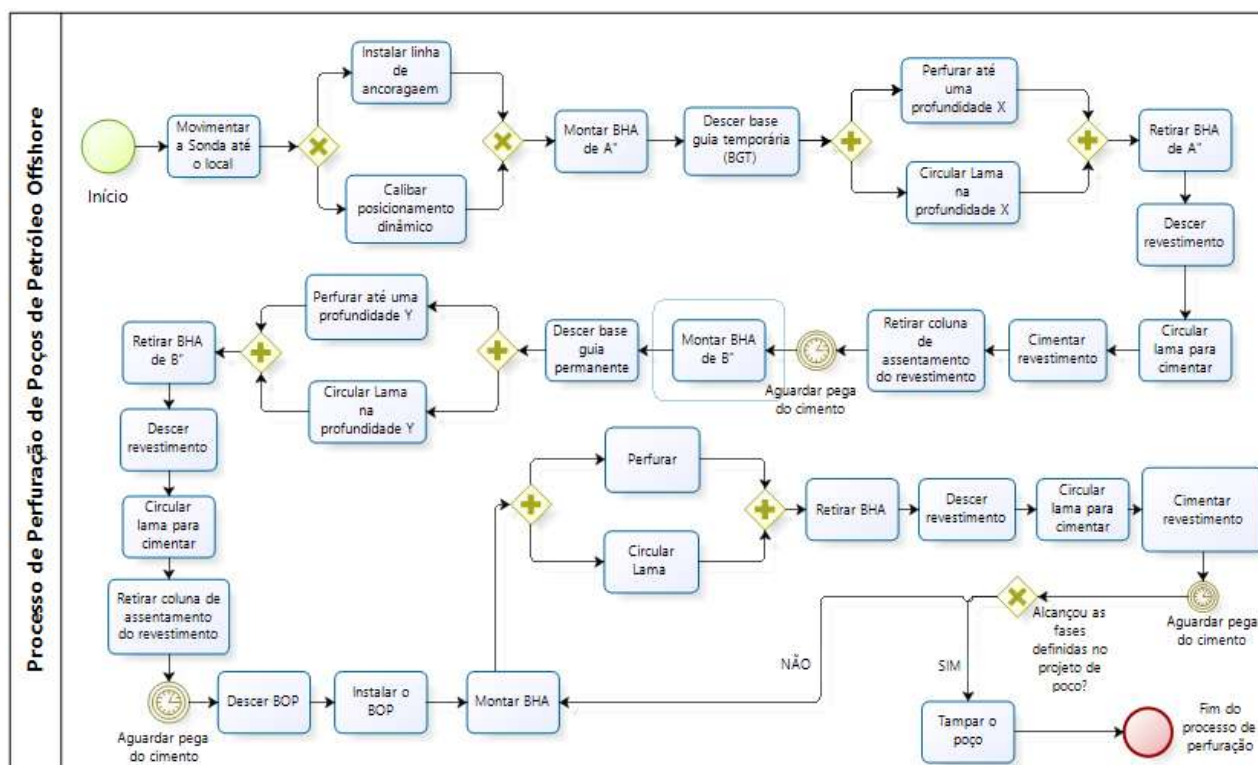 Processo de Perfuração de Poços de Petróleo Offshore
Início
Movimentar
a Sonda até
o local
Instalar linha
de
ancoragaem
Calibar
posicionamento
dinâmico
Montar BHA
de A"
Descer base
guia temporária
(BGT)
Perfurar até
uma
profundidade X
Circular Lama
na
profundidade X
Retirar BHA
de A"
Descer
revestimento
Circular
lama para
cimentar
Cimentar
revestimento
Retirar coluna
de
assentamento
do revestimento
Aguardar pega
do cimento
Montar BHA
de B"
Descer base
guia
permanente
Perfurar até uma
profundidade Y
Circular Lama
na
profundidade Y
Retirar BHA
de B"
Descer
revestimento
Circular
lama para
cimentar
Retirar coluna de
assentamento
do revestimento
Aguardar pega
do cimento
Descer BOP
Instalar o
BOP
Montar BHA
Perfurar
Circular
Lama
Retirar BHA
Descer
revestimento
Circular
lama para
cimentar
Cimentar
revestimento
Aguardar pega
do cimento
Alcançou as
fases
definidas no
projeto de
poco?
NÃO
SIM
Tampar o
poço
Fim do
processo de
perfuração